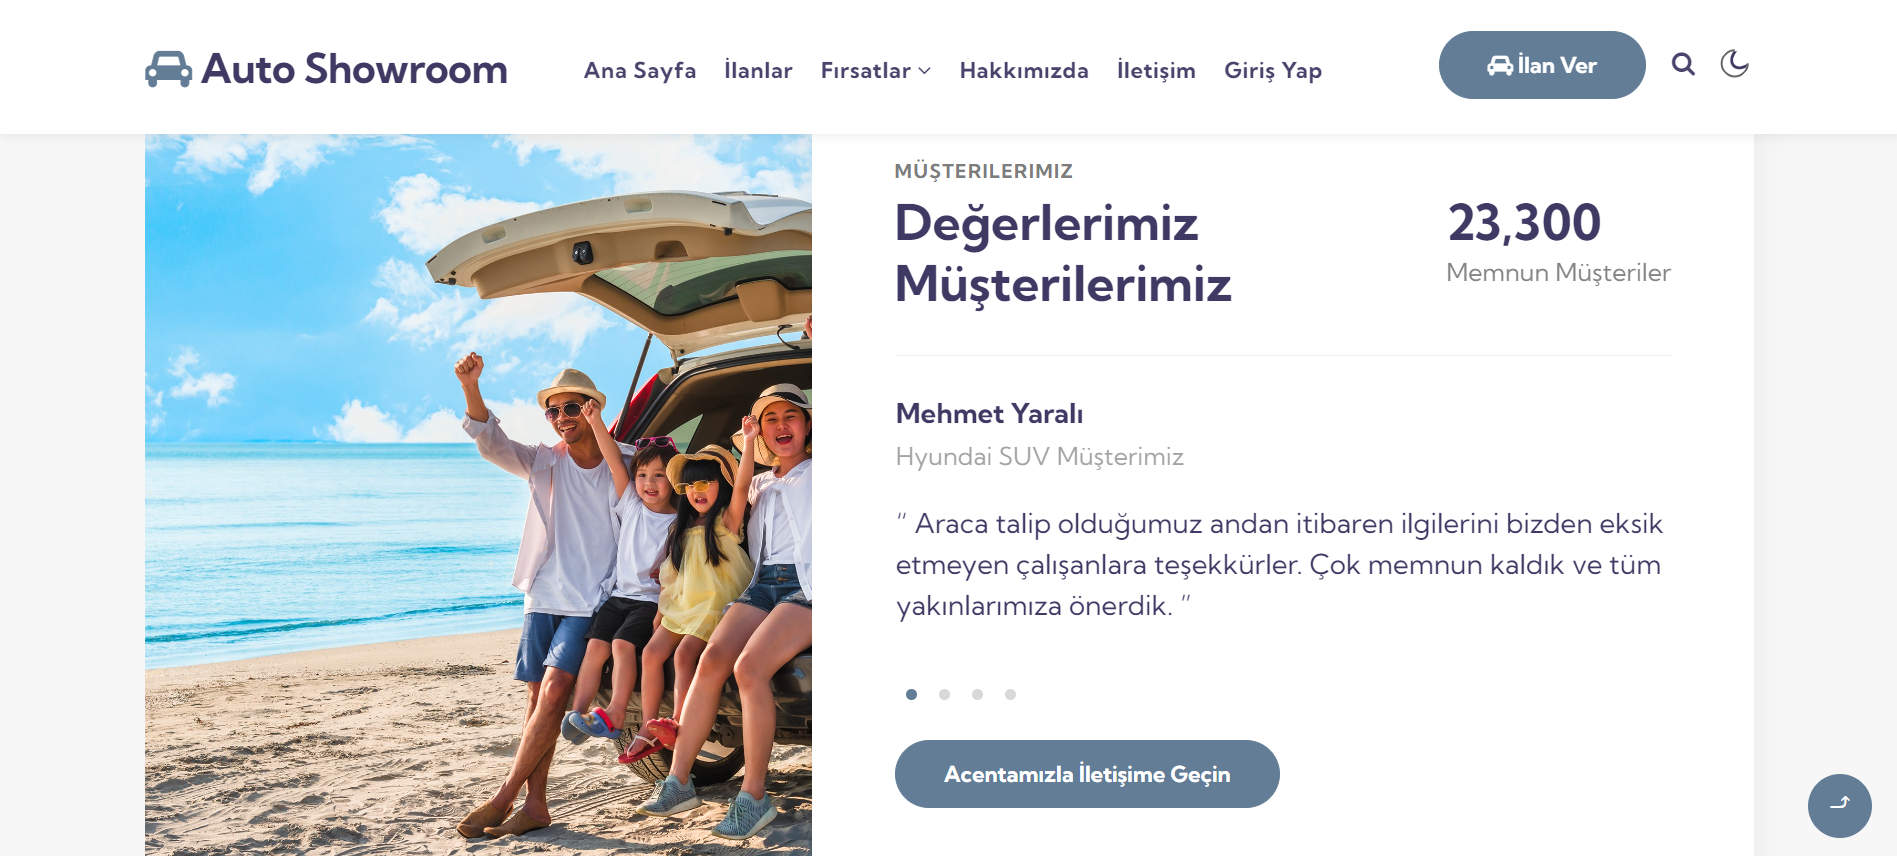 Auto Showroom
Ana Sayfa İlanlar Fırsatlar Hakkımızda İletişim Giriş Yap
İlan Ver
MÜŞTERILERIMIZ
Değerlerimiz
Müşterilerimiz
23,300
Memnun Müşteriler
Mehmet Yaralı
Hyundai SUV Müşterimiz
“ Araca talip olduğumuz andan itibaren ilgilerini bizden eksik
etmeyen çalışanlara teşekkürler. Çok memnun kaldık ve tüm
yakınlarımıza önerdik. ”
Acentamızla İletişime Geçin